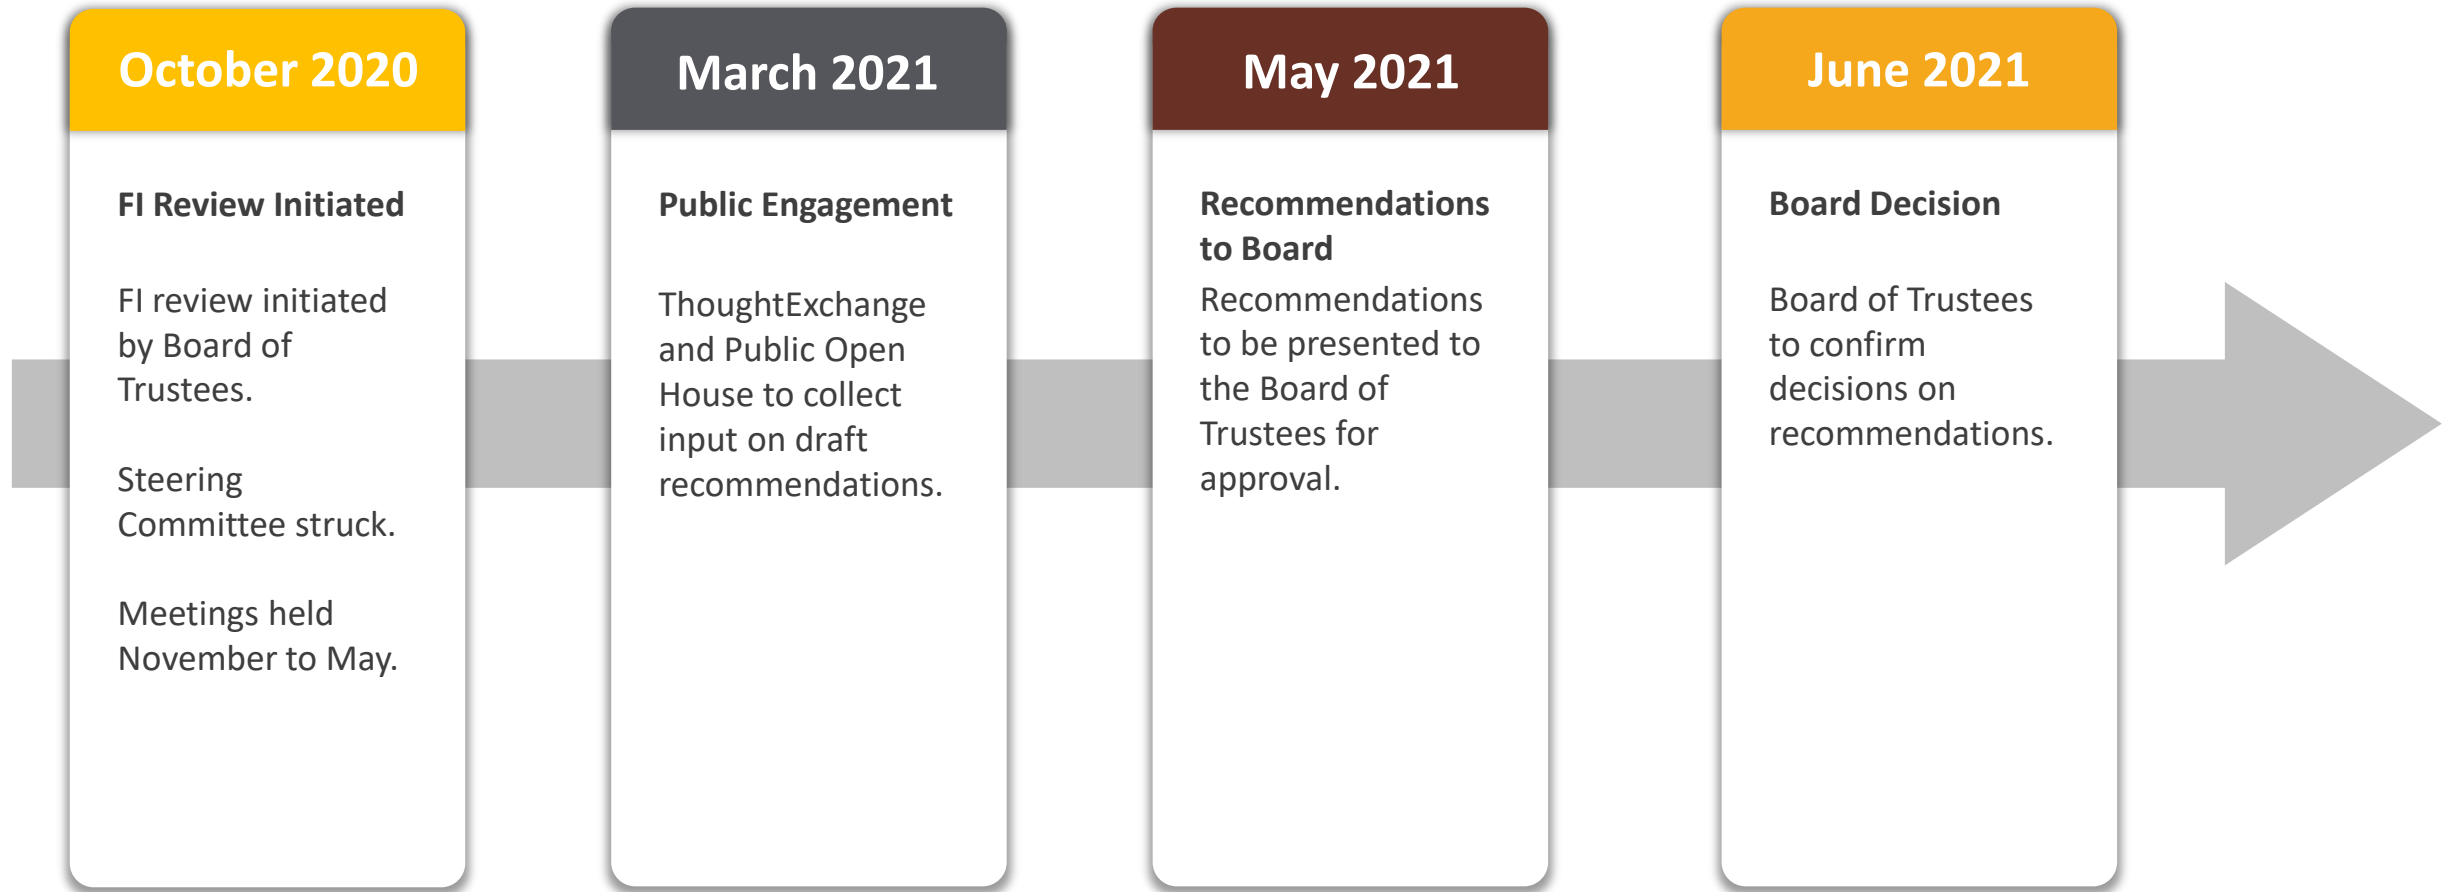 October 2020
FI Review Initiated
FI review initiated
by Board of
Trustees.
Steering
Committee struck.
Meetings held
November to May.
March 2021
Public Engagement
ThoughtExchange
and Public Open
House to collect
input on draft
recommendations.
May 2021
Recommendations
to Board
Recommendations
to be presented to
the Board of
Trustees for
approval.
June 2021
Board Decision
Board of Trustees
to confirm
decisions on
recommendations.